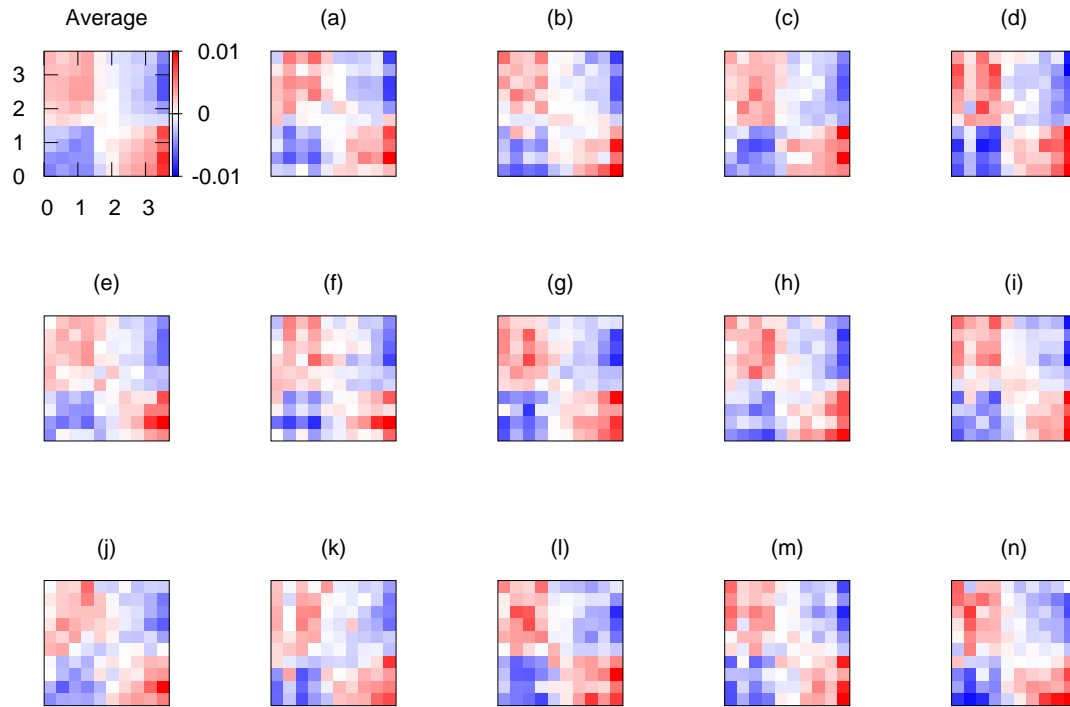 Average (a) (b) (c) (d)
3 0.01
2 0
1
0 -0.01
0 1 2 3
(e) (f) (g) (h) (i)
(j) (k) (l) (m) (n)